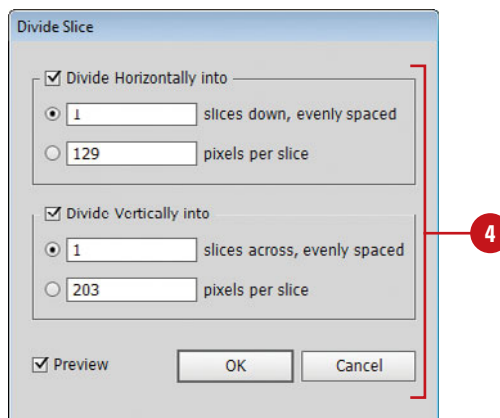 Divide Slice
Divide Horizontally into
1 slices down, evenly spaced
129 pixels per slice
Divide Vertically into
1 slices across, evenly spaced
203 pixels per slice
4
Preview OK Cancel